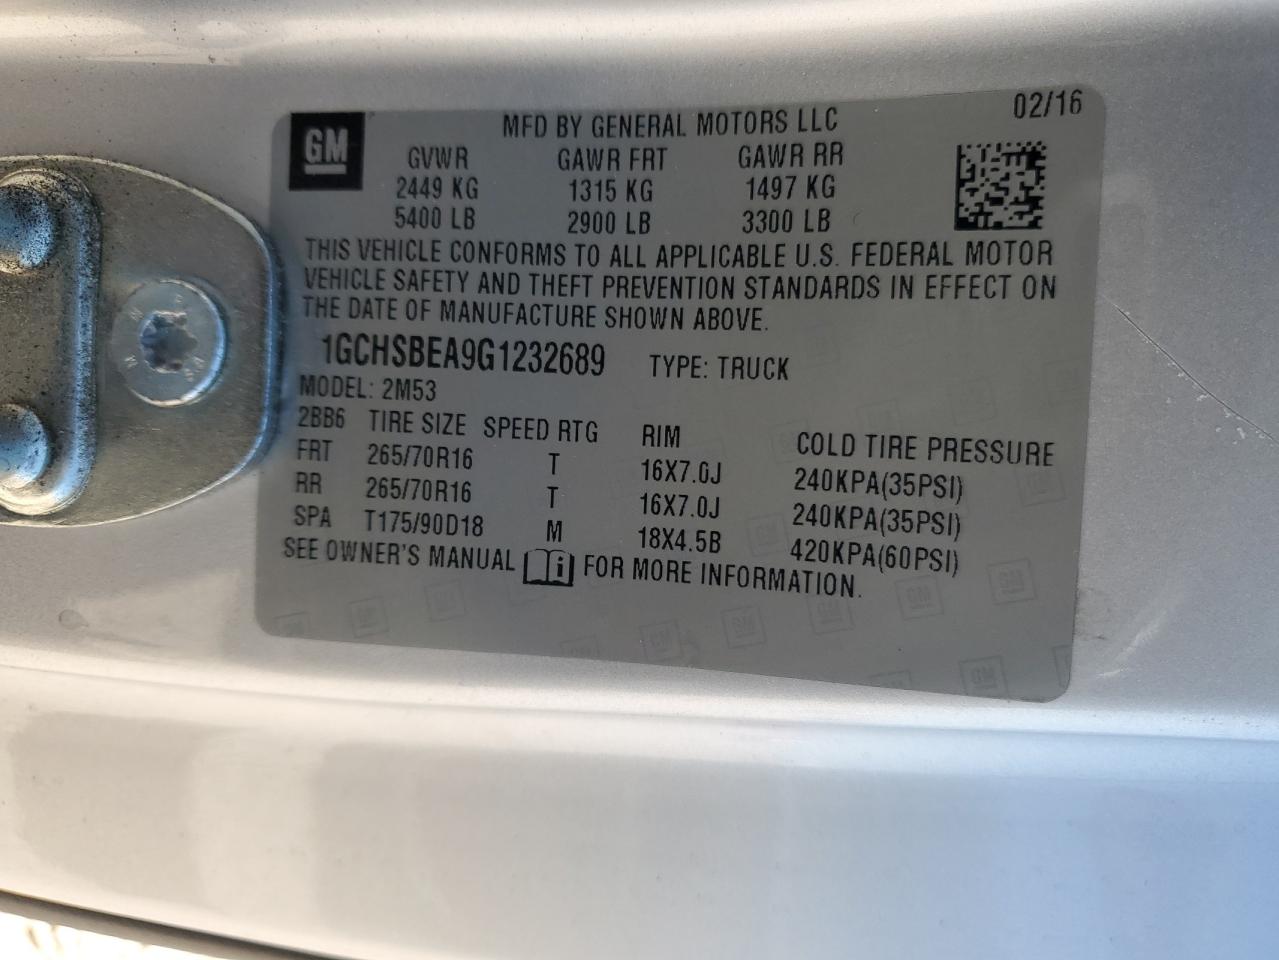 02/16
GM
MFD BY GENERAL MOTORS LLC
GVWR GAWR FRT GAWR RR
2449 KG 1315 KG 1497 KG
5400 LB 2900 LB 3300 LB
THIS VEHICLE CONFORMS TO ALL APPLICABLE U.S. FEDERAL MOTOR
VEHICLE SAFETY AND THEFT PREVENTION STANDARDS IN EFFECT ON
THE DATE OF MANUFACTURE SHOWN ABOVE.
1GCHSBEA9G1232689 TYPE: TRUCK
MODEL: 2M53
2BB6 TIRE SIZE SPEED RTG RIM COLD TIRE PRESSURE
FRT 265/70R16 T 16X7.0J 240KPA(35PSI)
RR 265/70R16 T 16X7.0J 240KPA(35PSI)
SPA T175/90D18 M 18X4.5B 420KPA(60PSI)
SEE OWNER'S MANUAL i FOR MORE INFORMATION.